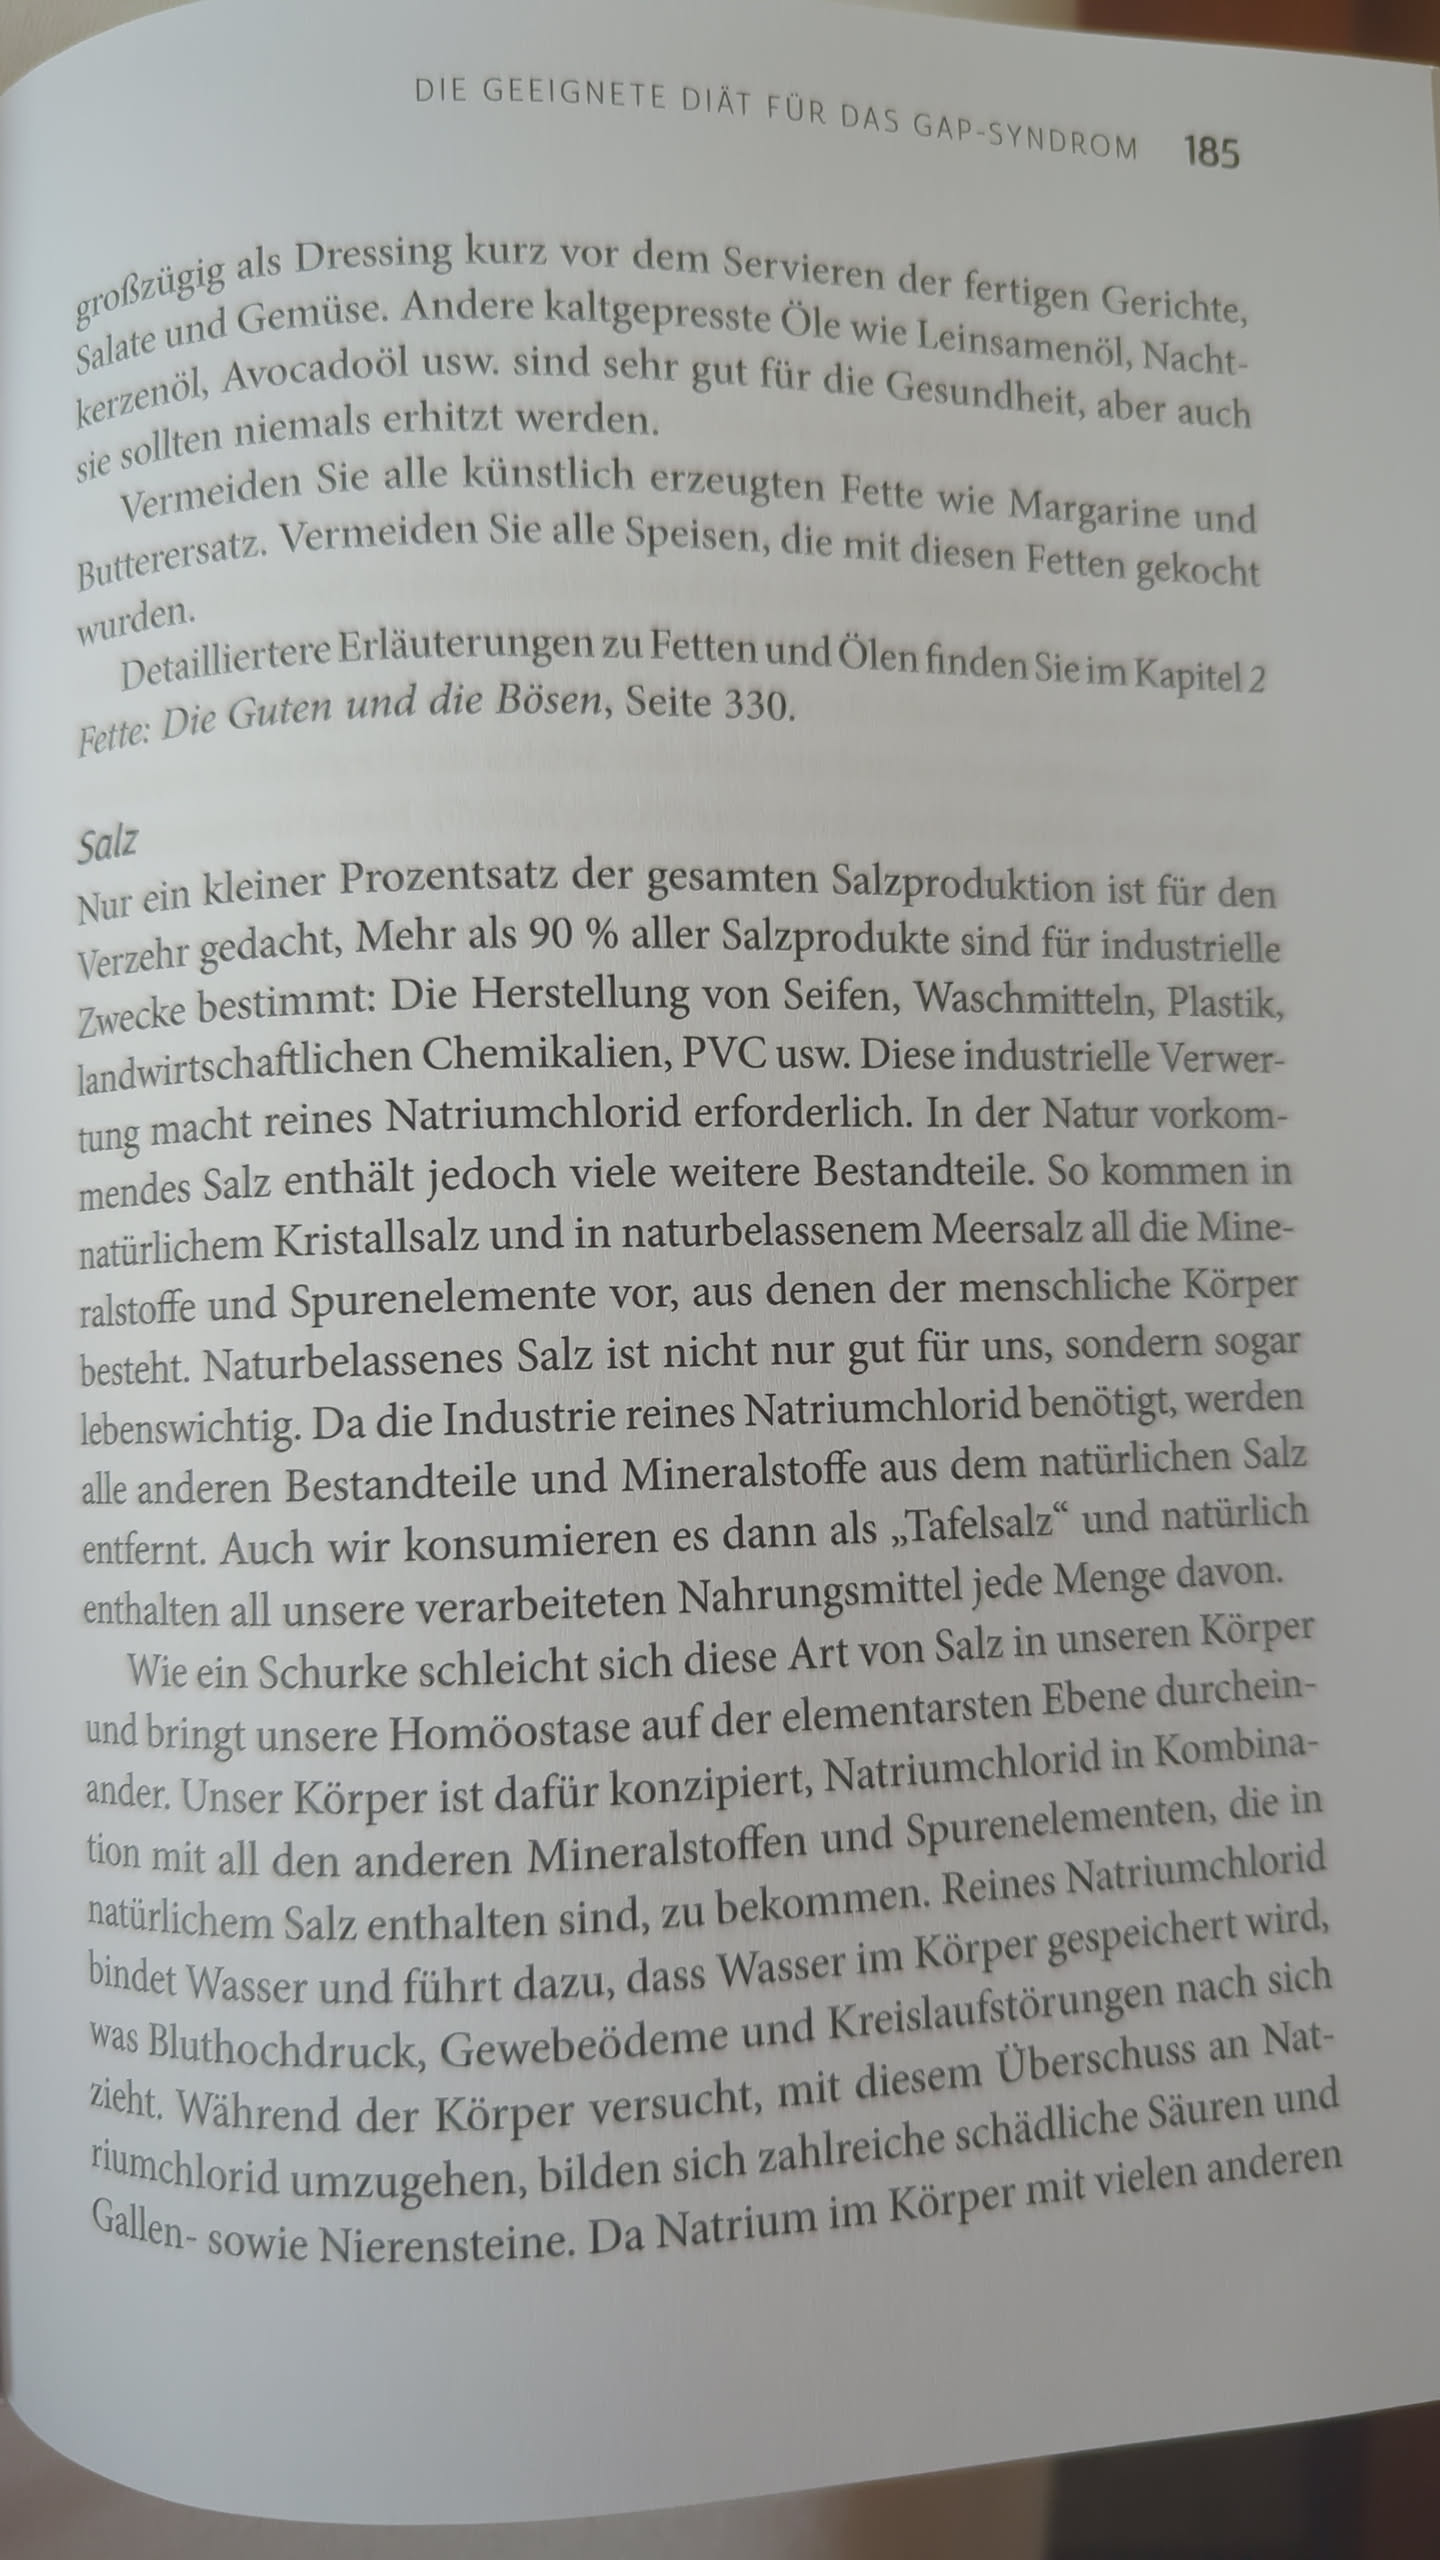 DIE GEEIGNETE DIÄT FÜR DAS GAP-SYNDROM 185
großzügig als Dressing kurz vor dem Servieren der fertigen Gerichte,
Salate und Gemüse. Andere kaltgepresste Öle wie Leinsamenöl, Nacht-
kerzenöl, Avocadoöl usw. sind sehr gut für die Gesundheit, aber auch
sie sollten niemals erhitzt werden.
Vermeiden Sie alle künstlich erzeugten Fette wie Margarine und
Butterersatz. Vermeiden Sie alle Speisen, die mit diesen Fetten gekocht
wurden.
Detailliertere Erläuterungen zu Fetten und Ölen finden Sie im Kapitel 2
Fette: Die Guten und die Bösen, Seite 330.
Salz
Nur ein kleiner Prozentsatz der gesamten Salzproduktion ist für den
Verzehr gedacht, Mehr als 90 % aller Salzprodukte sind für industrielle
Zwecke bestimmt: Die Herstellung von Seifen, Waschmitteln, Plastik,
landwirtschaftlichen Chemikalien, PVC usw. Diese industrielle Verwer-
tung macht reines Natriumchlorid erforderlich. In der Natur vorkom-
mendes Salz enthält jedoch viele weitere Bestandteile. So kommen in
natürlichem Kristallsalz und in naturbelassenem Meersalz all die Mine-
ralstoffe und Spurenelemente vor, aus denen der menschliche Körper
besteht. Naturbelassenes Salz ist nicht nur gut für uns, sondern sogar
lebenswichtig. Da die Industrie reines Natriumchlorid benötigt, werden
alle anderen Bestandteile und Mineralstoffe aus dem natürlichen Salz
entfernt. Auch wir konsumieren es dann als „Tafelsalz“ und natürlich
enthalten all unsere verarbeiteten Nahrungsmittel jede Menge davon.
Wie ein Schurke schleicht sich diese Art von Salz in unseren Körper
und bringt unsere Homöostase auf der elementarsten Ebene durchein-
ander. Unser Körper ist dafür konzipiert, Natriumchlorid in Kombina-
tion mit all den anderen Mineralstoffen und Spurenelementen, die in
natürlichem Salz enthalten sind, zu bekommen. Reines Natriumchlorid
bindet Wasser und führt dazu, dass Wasser im Körper gespeichert wird,
was Bluthochdruck, Gewebeödeme und Kreislaufstörungen nach sich
zieht. Während der Körper versucht, mit diesem Überschuss an Nat-
riumchlorid umzugehen, bilden sich zahlreiche schädliche Säuren und
Gallen- sowie Nierensteine. Da Natrium im Körper mit vielen anderen